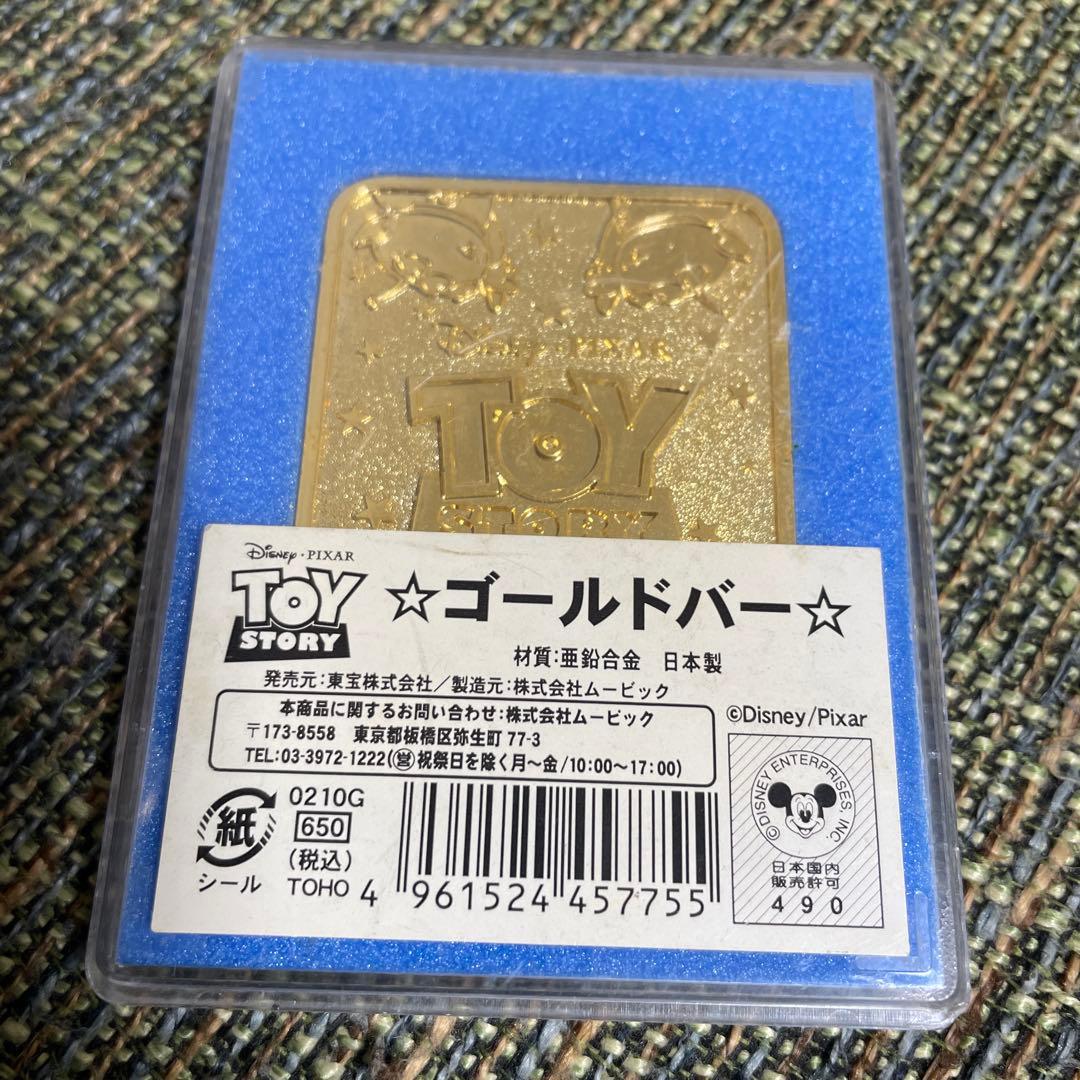 Disney・PIXAR
TOY
STORY
Disney・PIXAR
TOY
STORY
☆ゴールドバー☆
材質:亜鉛合金 日本製
発売元:東宝株式会社/製造元:株式会社ムービック
本商品に関するお問い合わせ:株式会社ムービック
〒173-8558 東京都板橋区弥生町 77-3
TEL:03-3972-1222(営祝祭日を除く月〜金/10:00〜17:00)
©Disney/Pixar
©DISNEY ENTERPRISES, INC.
日本国内
販売許可
490
紙
シール
0210G
650
(税込)
TOHO
4 961524 457755